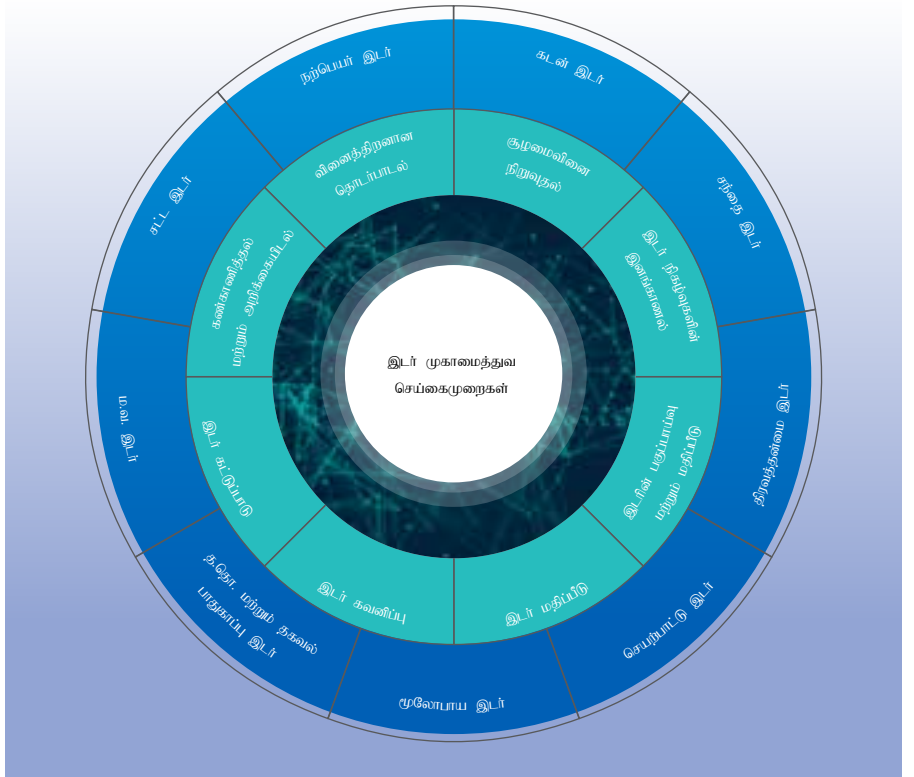 நற்பெயர் இடர்
கடன் இடர்
சந்தை இடர்
திரவத்தன்மை இடர்
செயற்பாட்டு இடர்
மூலோபாய இடர்
த.தொ. மற்றும் தகவல்
பாதுகாப்பு இடர்
ம.வ. இடர்
சட்ட இடர்
வினைத்திறனான
தொடர்பாடல்
சூழமைவினை
நிறுவுதல்
இடர் நிகழ்வுகளின்
இனங்காணல்
இடரின் பகுப்பாய்வு
மற்றும் மதிப்பீடு
இடர் மதிப்பீடு
இடர் கவனிப்பு
இடர் கட்டுப்பாடு
கண்காணித்தல்
மற்றும் அறிக்கையிடல்
இடர் முகாமைத்துவ
செய்கைமுறைகள்